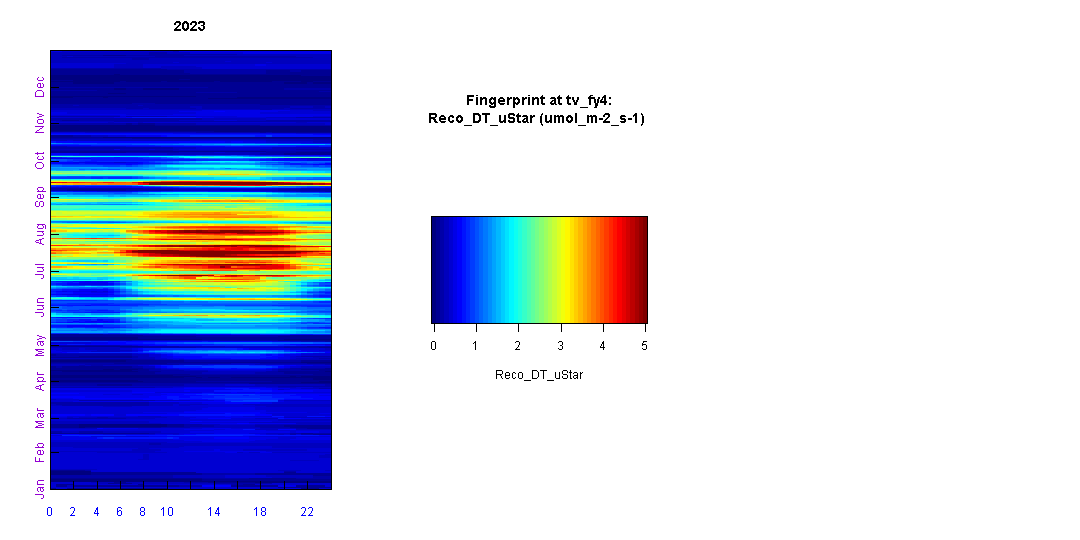 2023
Dec
Nov
Oct
Sep
Aug
Jul
Jun
May
Apr
Mar
Feb
Jan
0 2 4 6 8 10 14 18 22
Fingerprint at tv_fy4:
Reco_DT_uStar (umol_m-2_s-1)
0 1 2 3 4 5
Reco_DT_uStar